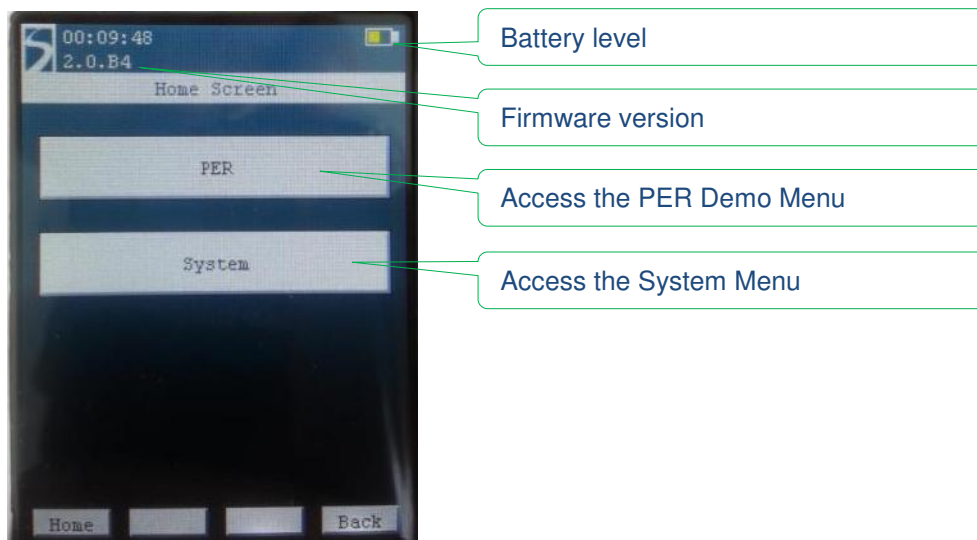 00:09:48
2.0.B4
Home Screen
PER
System
Home
Back
Battery level
Firmware version
Access the PER Demo Menu
Access the System Menu